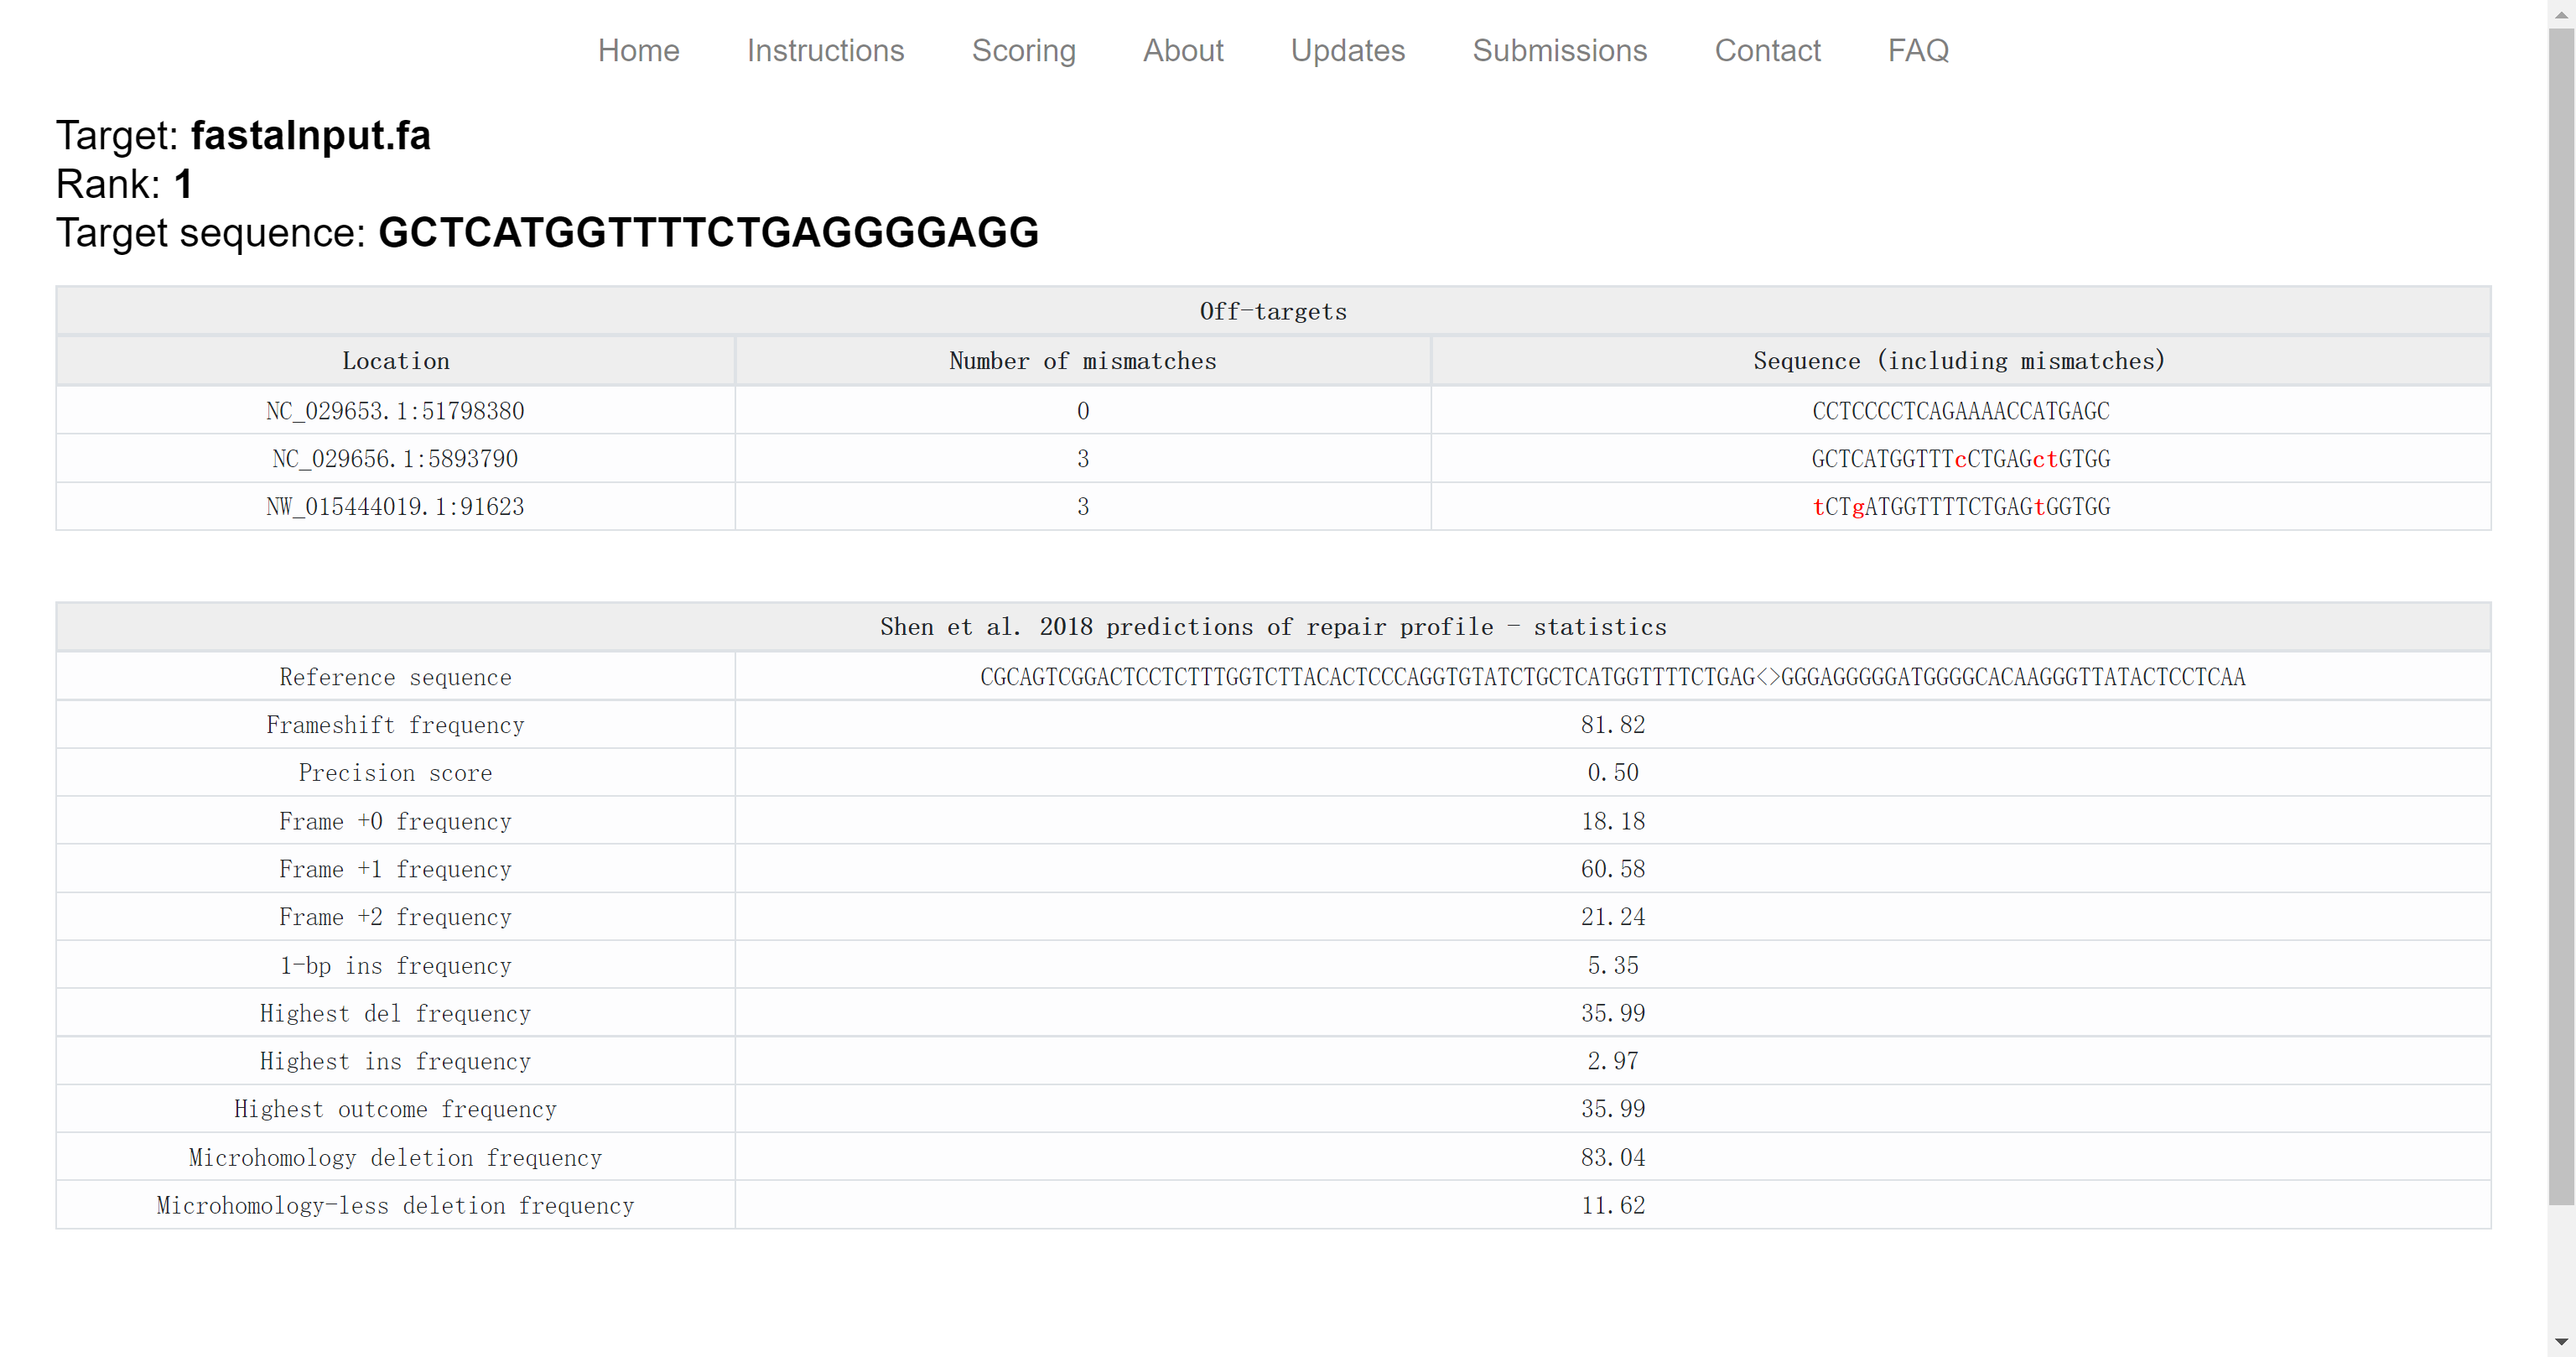 Home Instructions Scoring About Updates Submissions Contact FAQ
Target: fastaInput.fa
Rank: 1
Target sequence: GCTCATGGTTTTCTGAGGGGAGG
Off-targets
Location Number of mismatches Sequence (including mismatches)
NC_029653.1:51798380 0 CCTCCCCTCAGAAAACCATGAGC
NC_029656.1:5893790 3 GCTCATGGTTTcCTGAGctGTGG
NW_015444019.1:91623 3 tCTgATGGTTTTCTGAGtGGTGG
Shen et al. 2018 predictions of repair profile - statistics
Reference sequence CGCAGTCGGACTCCTCTTTGGTCTTACACTCCCAGGTGTATCTGCTCATGGTTTTCTGAG<>GGGAGGGGGATGGGGCACAAGGGTTATACTCCTCAA
Frameshift frequency 81.82
Precision score 0.50
Frame +0 frequency 18.18
Frame +1 frequency 60.58
Frame +2 frequency 21.24
1-bp ins frequency 5.35
Highest del frequency 35.99
Highest ins frequency 2.97
Highest outcome frequency 35.99
Microhomology deletion frequency 83.04
Microhomology-less deletion frequency 11.62